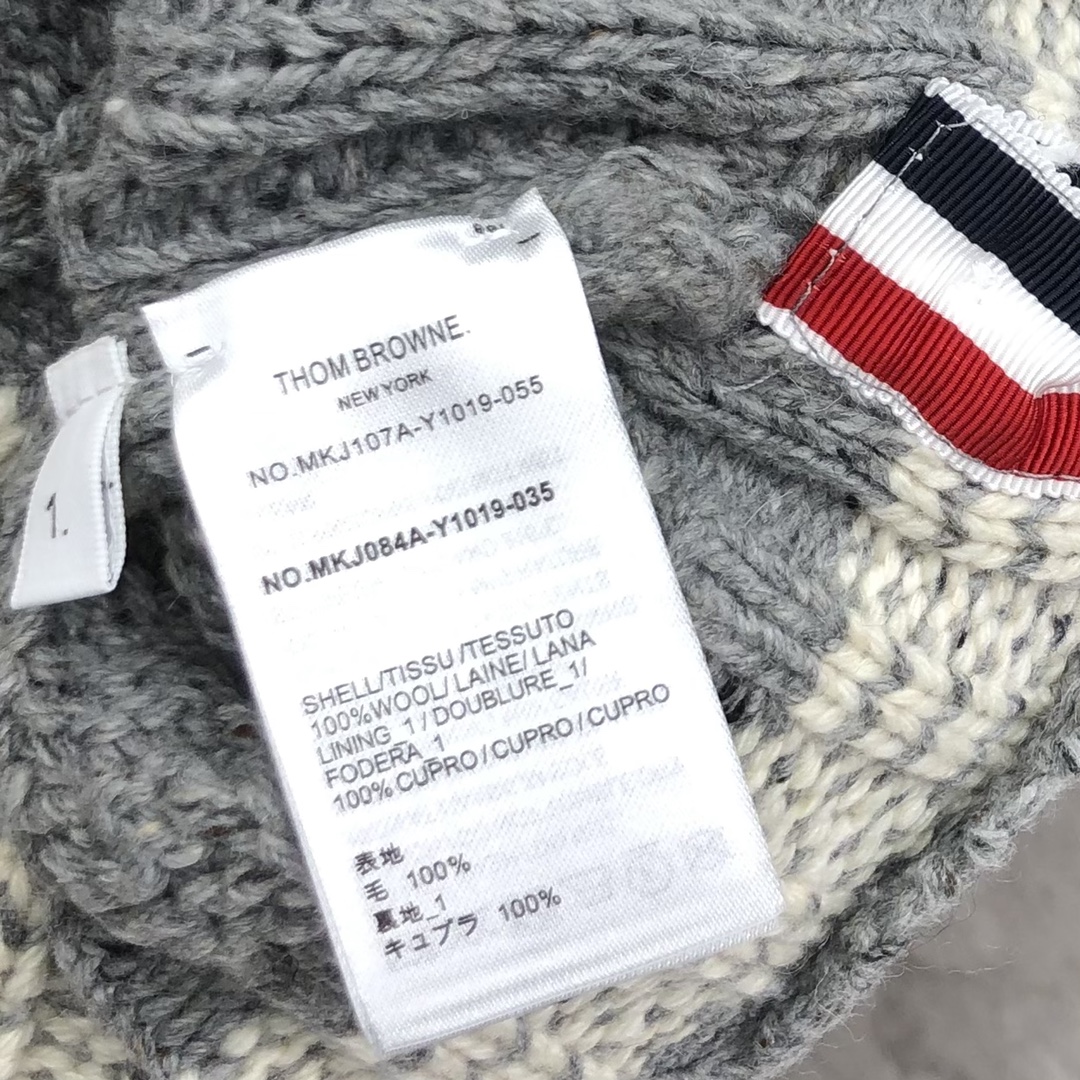 THOM BROWNE.
NEW YORK
NO.MKJ107A-Y1019-055
NO.MKJ084A-Y1019-035
SHELL/TISSU/TESSUTO
100%WOOL/LAINE/LANA
LINING_1/DOUBLURE_1/
FODERA_1
100% CUPRO/CUPRO/CUPRO
表地
毛 100%
裏地_1
キュプラ 100%
1.